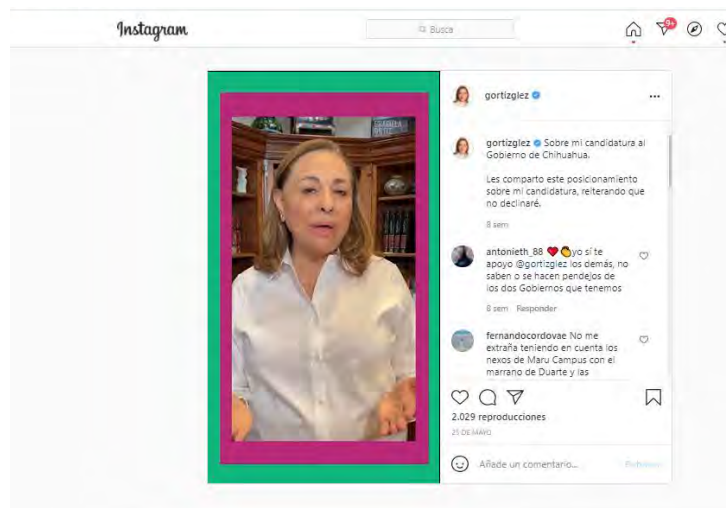 Instagram
Busca
9+
gortizglez
gortizglez Sobre mi candidatura al
Gobierno de Chihuahua.
Les comparto este posicionamiento
sobre mi candidatura, reiterando que
no declinaré.
8 sem
antonieth_88 ❤️👏yo sí te
apoyo @gortizglez los demás, no
saben o se hacen pendejos de
los dos Gobiernos que tenemos
8 sem Responder
fernandocordovae No me
extraña teniendo en cuenta los
nexos de Maru Campus con el
marrano de Duarte y las
2.029 reproducciones
25 DE MAYO
Añade un comentario...
Publicar